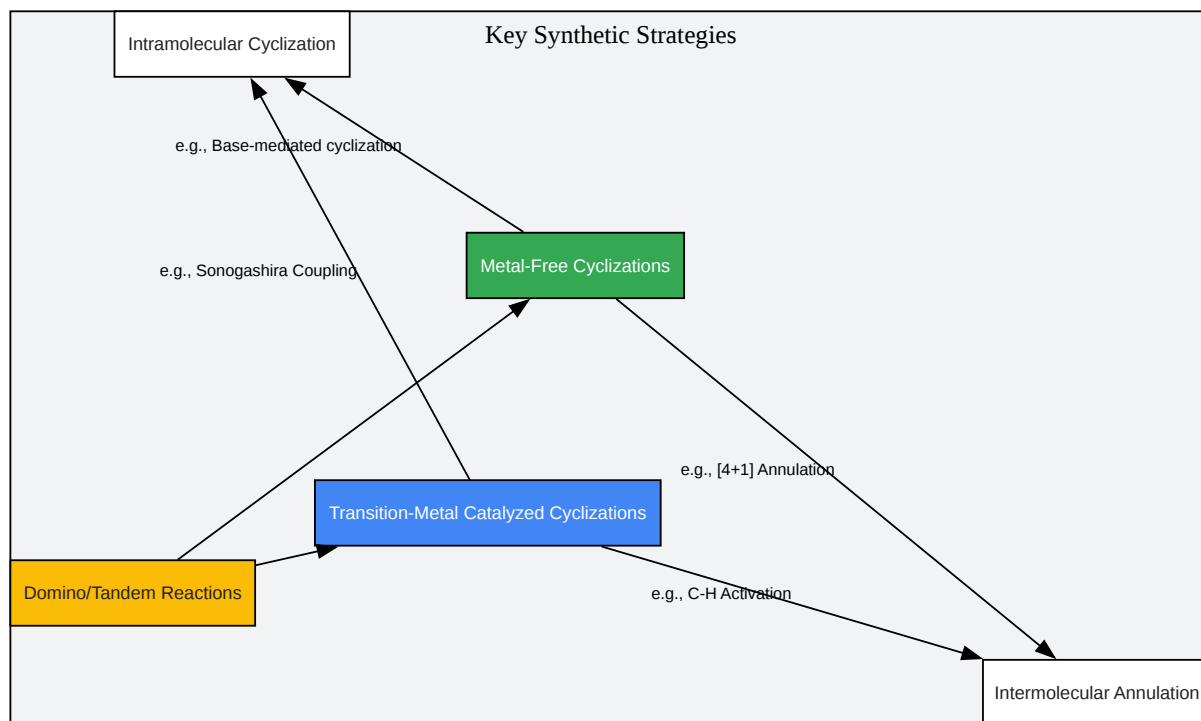 Key Synthetic Strategies
Intramolecular Cyclization
e.g., Base-mediated cyclization
Metal-Free Cyclizations
e.g., Sonogashira Coupling
e.g., [4+1] Annulation
Transition-Metal Catalyzed Cyclizations
Domino/Tandem Reactions
e.g., C-H Activation
Intermolecular Annulation